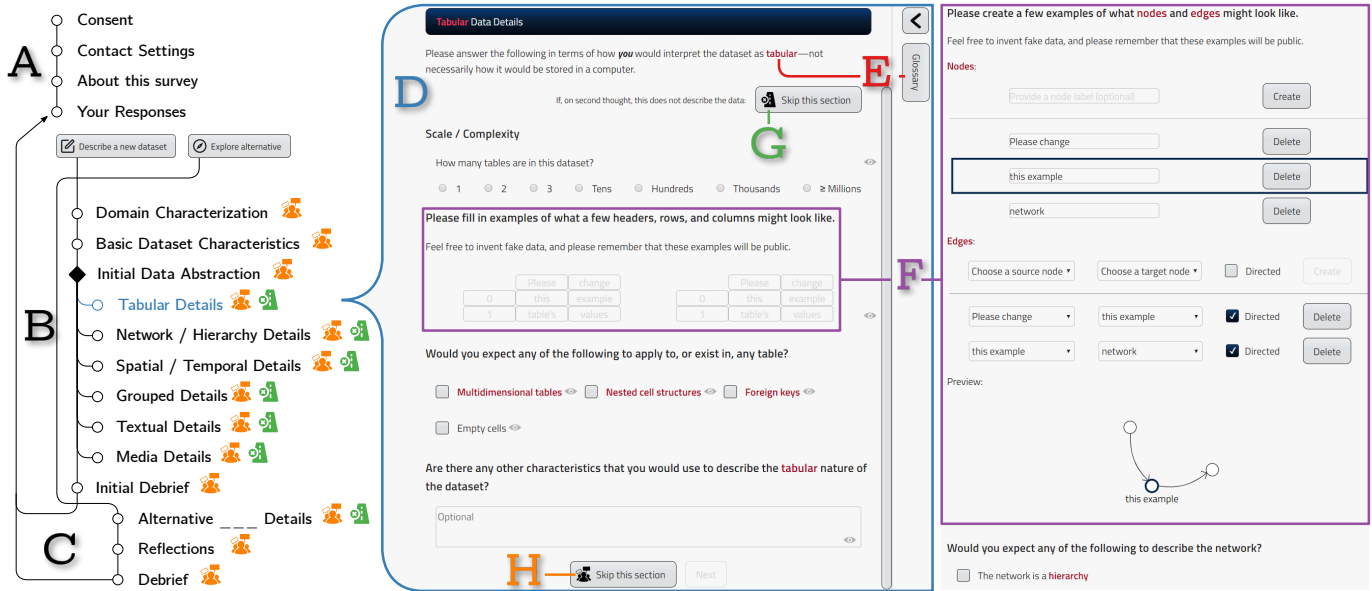 A
Consent
Contact Settings
About this survey
Your Responses
Describe a new dataset
Explore alternative
B
Domain Characterization
Basic Dataset Characteristics
Initial Data Abstraction
Tabular Details
Network / Hierarchy Details
Spatial / Temporal Details
Grouped Details
Textual Details
Media Details
Initial Debrief
C
Alternative ___ Details
Reflections
Debrief
D
Tabular Data Details
Please answer the following in terms of how you would interpret the dataset as tabular—not
necessarily how it would be stored in a computer.
E
Glossary
If, on second thought, this does not describe the data:
Skip this section
G
Scale / Complexity
How many tables are in this dataset?
1 2 3 Tens Hundreds Thousands ≥ Millions
Please fill in examples of what a few headers, rows, and columns might look like.
Feel free to invent fake data, and please remember that these examples will be public.
Please change
0 this example
1 table's values
Please change
0 this example
1 table's values
F
Would you expect any of the following to apply to, or exist in, any table?
Multidimensional tables Nested cell structures Foreign keys
Empty cells
Are there any other characteristics that you would use to describe the tabular nature of
the dataset?
Optional
H
Skip this section
Next
Please create a few examples of what nodes and edges might look like.
Feel free to invent fake data, and please remember that these examples will be public.
Nodes:
Provide a node label (optional) Create
Please change Delete
this example Delete
network Delete
Edges:
Choose a source node Choose a target node Directed Create
Please change this example Directed Delete
this example network Directed Delete
Preview:
this example
Would you expect any of the following to describe the network?
The network is a hierarchy